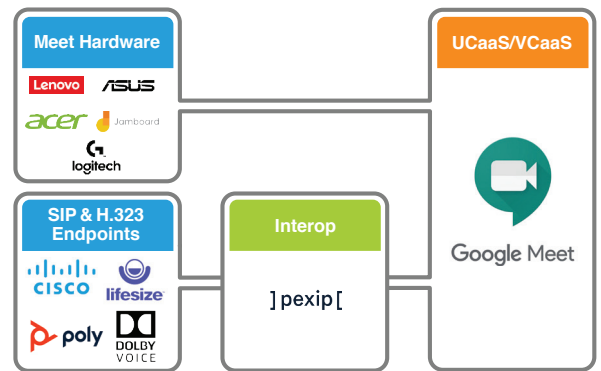 Meet Hardware
Lenovo
ASUS
acer
Jamboard
logitech
UCaaS/VCaaS
Google Meet
SIP & H.323
Endpoints
CISCO
lifesize
poly
DOLBY
VOICE
Interop
]pexip[